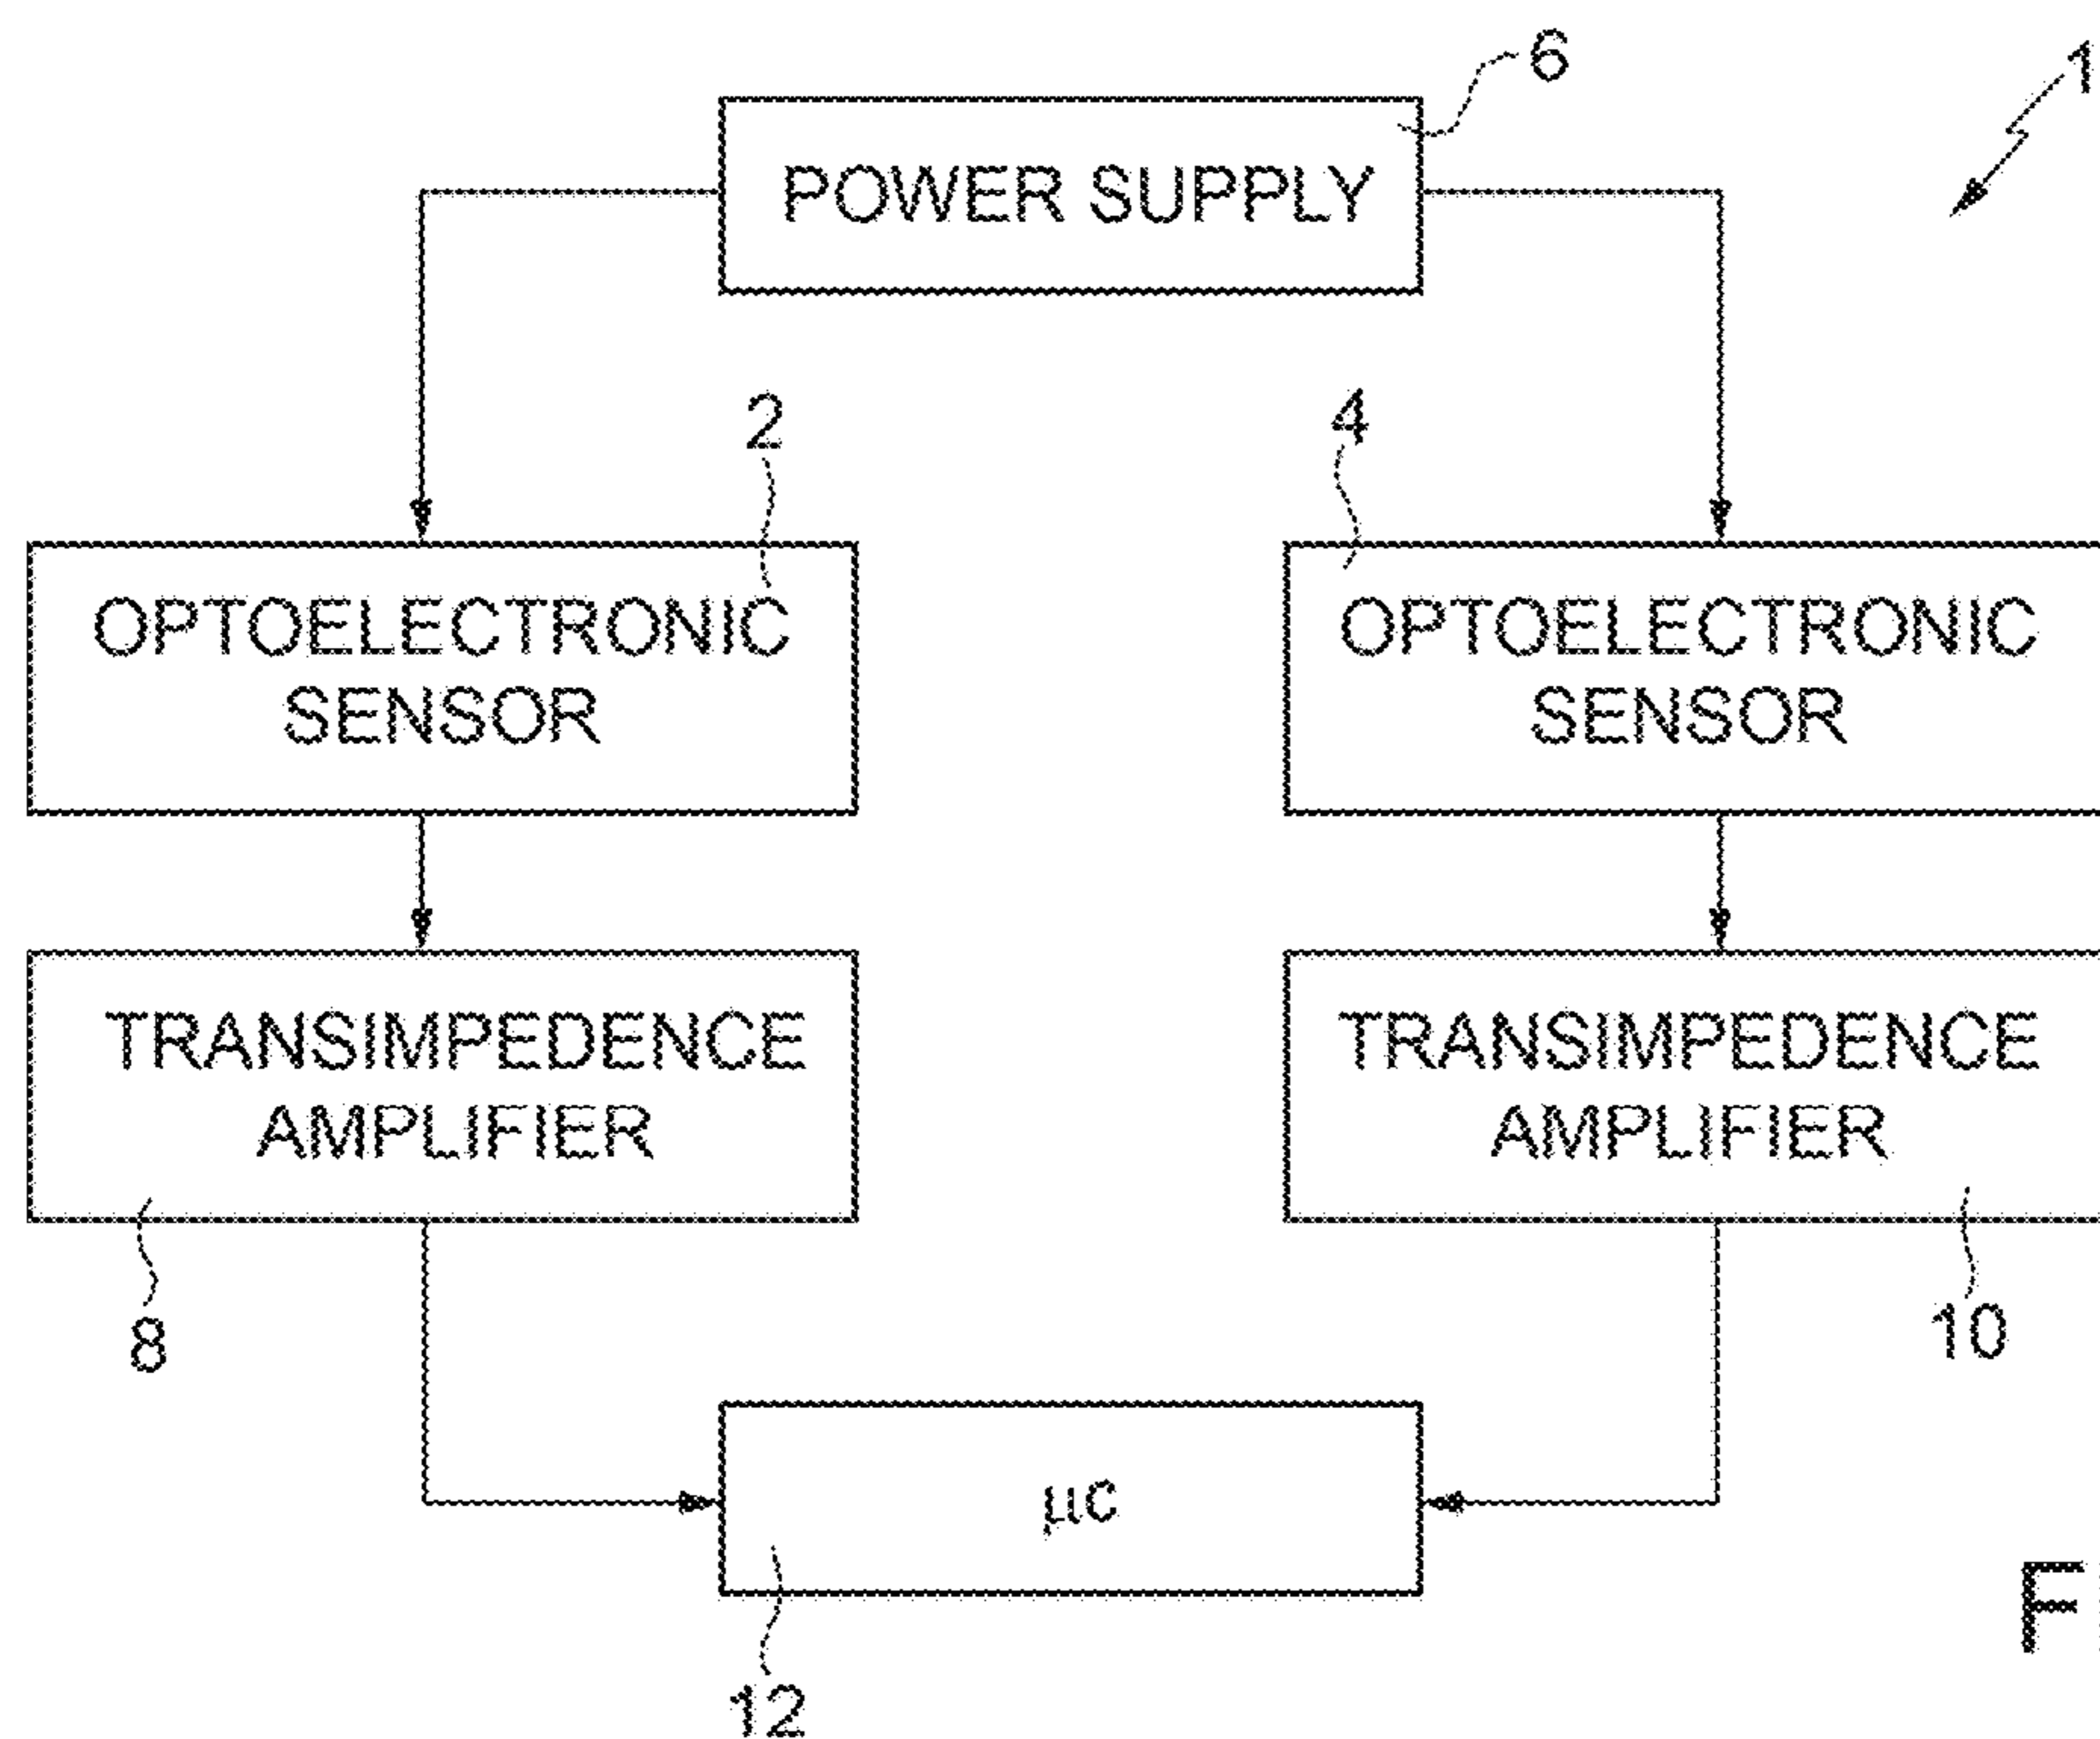 6
1
POWER SUPPLY
2
4
OPTOELECTRONIC
SENSOR
OPTOELECTRONIC
SENSOR
TRANSIMPEDENCE
AMPLIFIER
TRANSIMPEDENCE
AMPLIFIER
8
10
µc
12